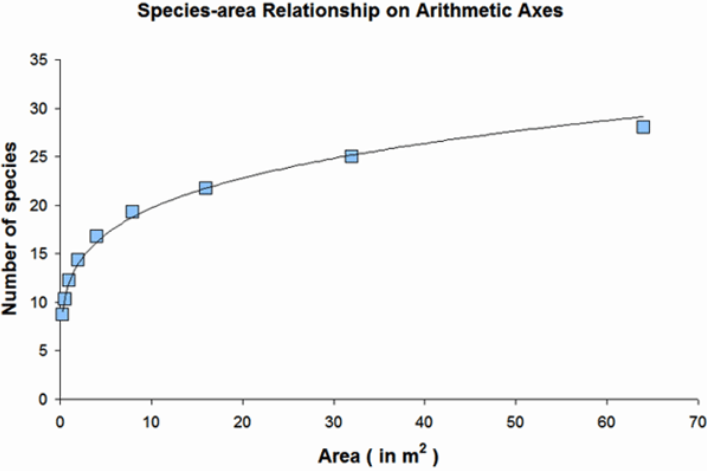 Species-area Relationship on Arithmetic Axes
35
30
25
20
15
10
5
0
Number of species
0 10 20 30 40 50 60 70
Area ( in m² )